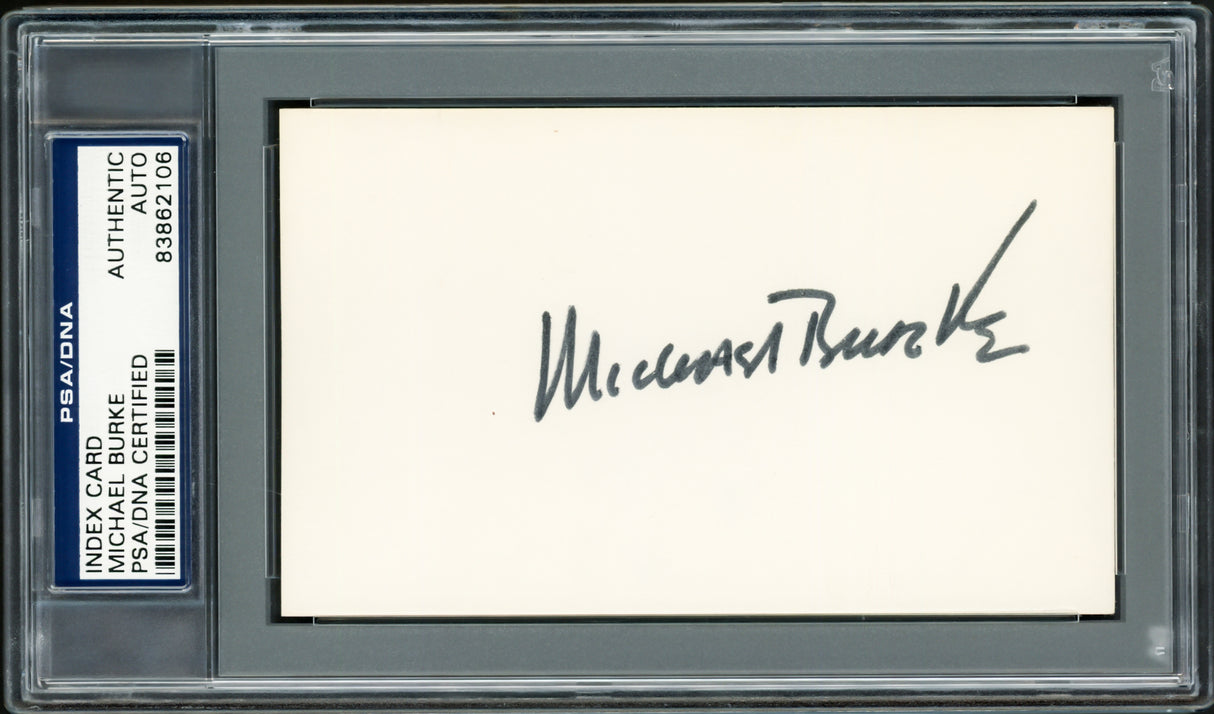 PSA/DNA
INDEX CARD AUTHENTIC
MICHAEL BURKE AUTO
PSA/DNA CERTIFIED 83862106
Michael Burke